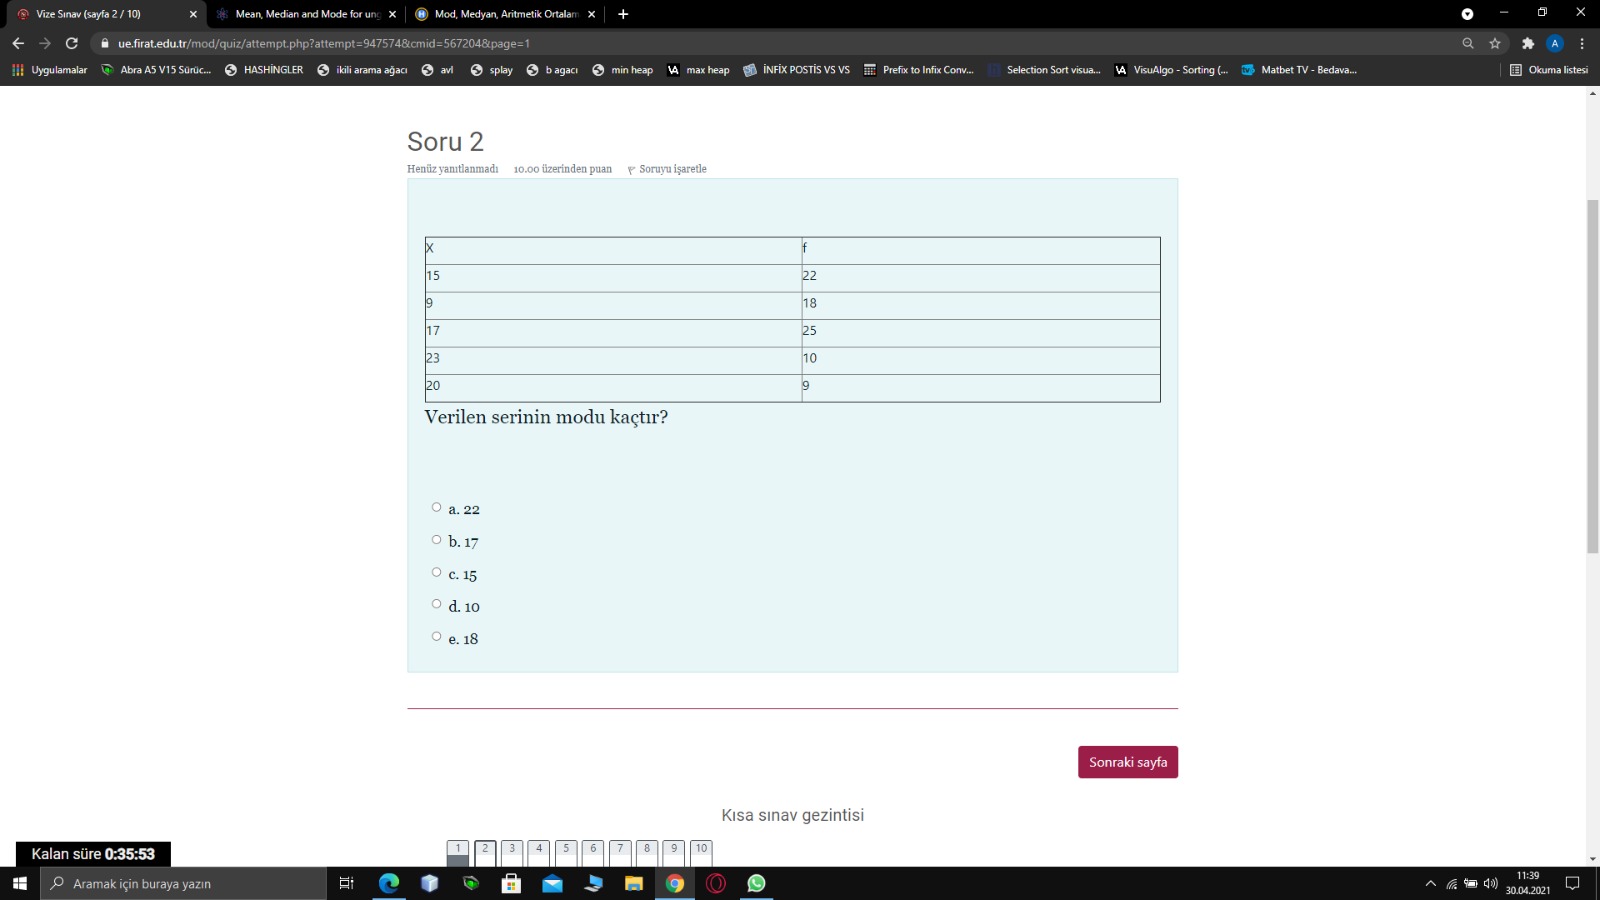 Vize Sınav (sayfa 2 / 10)
Mean, Median and Mode for ung
Mod, Medyan, Aritmetik Ortalam
ue.firat.edu.tr/mod/quiz/attempt.php?attempt=947574&cmid=567204&page=1
A
Uygulamalar
Abra A5 V15 Sürüc...
HASHİNGLER
ikili arama ağacı
avl
splay
b agacı
min heap
max heap
İNFİX POSTİS VS VS
Prefix to Infix Conv...
Selection Sort visua...
VisuAlgo - Sorting (...
Matbet TV - Bedava...
Okuma listesi
Soru 2
Henüz yanıtlanmadı 10.00 üzerinden puan Soruyu işaretle
X f
15 22
9 18
17 25
23 10
20 9
Verilen serinin modu kaçtır?
a. 22
b. 17
c. 15
d. 10
e. 18
Sonraki sayfa
Kısa sınav gezintisi
1 2 3 4 5 6 7 8 9 10
Kalan süre 0:35:53
Aramak için buraya yazın
11:39
30.04.2021